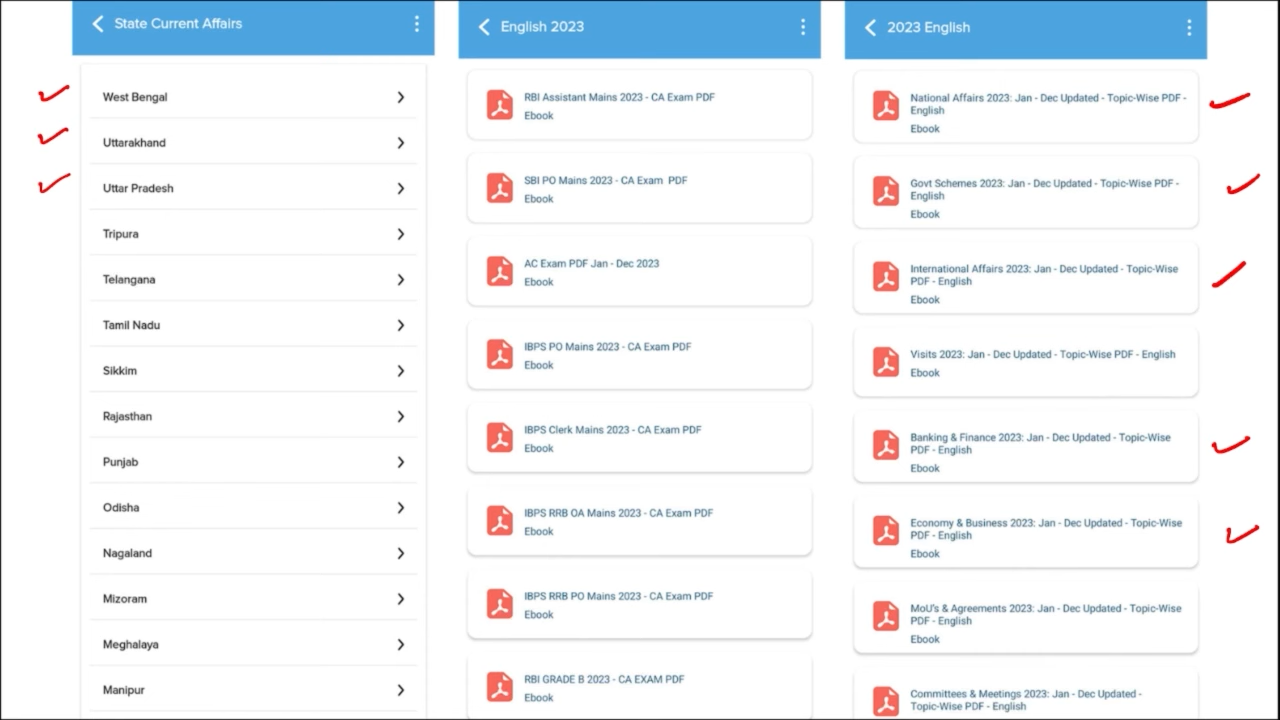 State Current Affairs
West Bengal
Uttarakhand
Uttar Pradesh
Tripura
Telangana
Tamil Nadu
Sikkim
Rajasthan
Punjab
Odisha
Nagaland
Mizoram
Meghalaya
Manipur
English 2023
RBI Assistant Mains 2023 - CA Exam PDF
Ebook
SBI PO Mains 2023 - CA Exam PDF
Ebook
AC Exam PDF Jan - Dec 2023
Ebook
IBPS PO Mains 2023 - CA Exam PDF
Ebook
IBPS Clerk Mains 2023 - CA Exam PDF
Ebook
IBPS RRB OA Mains 2023 - CA Exam PDF
Ebook
IBPS RRB PO Mains 2023 - CA Exam PDF
Ebook
RBI GRADE B 2023 - CA EXAM PDF
Ebook
2023 English
National Affairs 2023: Jan - Dec Updated - Topic-Wise PDF -
English
Ebook
Govt Schemes 2023: Jan - Dec Updated - Topic-Wise PDF -
English
Ebook
International Affairs 2023: Jan - Dec Updated - Topic-Wise
PDF - English
Ebook
Visits 2023: Jan - Dec Updated - Topic-Wise PDF - English
Ebook
Banking & Finance 2023: Jan - Dec Updated - Topic-Wise
PDF - English
Ebook
Economy & Business 2023: Jan - Dec Updated - Topic-Wise
PDF - English
Ebook
MoU's & Agreements 2023: Jan - Dec Updated - Topic-Wise
PDF - English
Ebook
Committees & Meetings 2023: Jan - Dec Updated -
Topic-Wise PDF - English